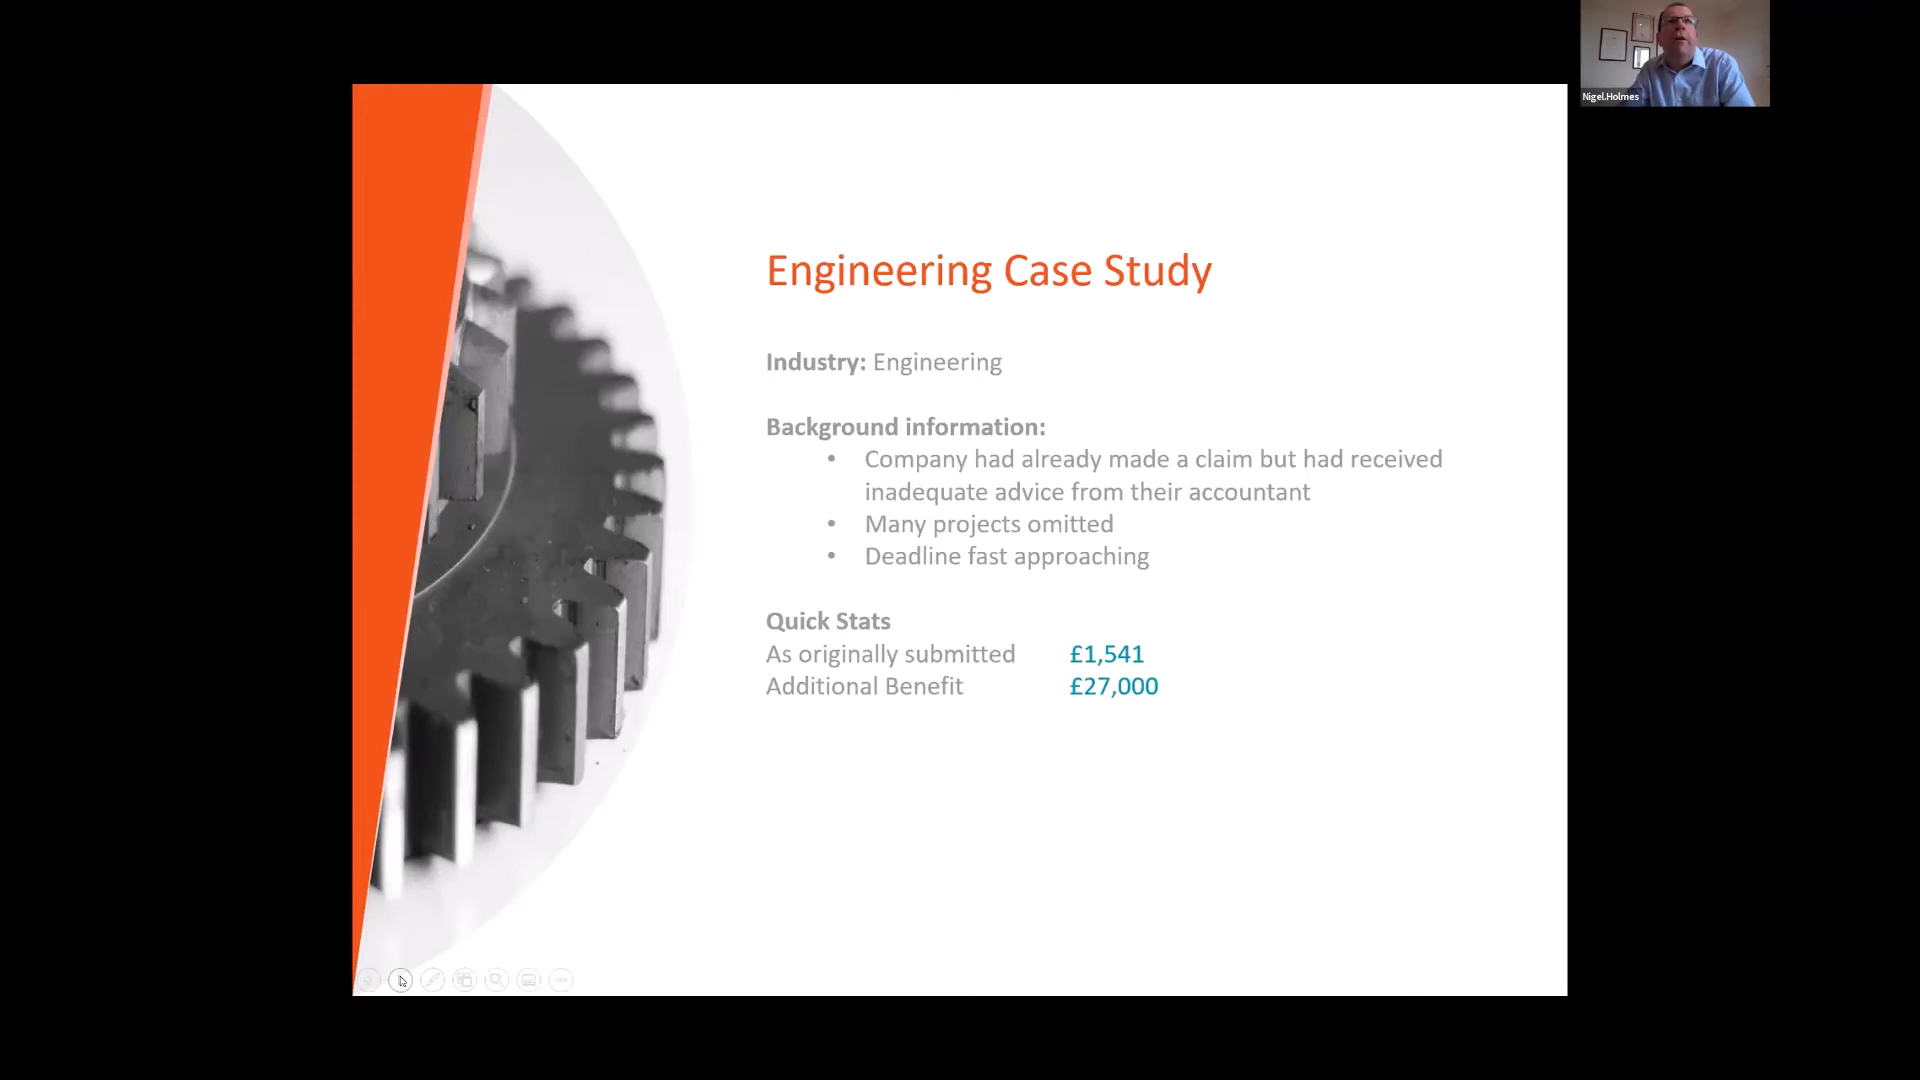 Nigel.Holmes
Engineering Case Study
Industry: Engineering
Background information:
• Company had already made a claim but had received
inadequate advice from their accountant
• Many projects omitted
• Deadline fast approaching
Quick Stats
As originally submitted £1,541
Additional Benefit £27,000